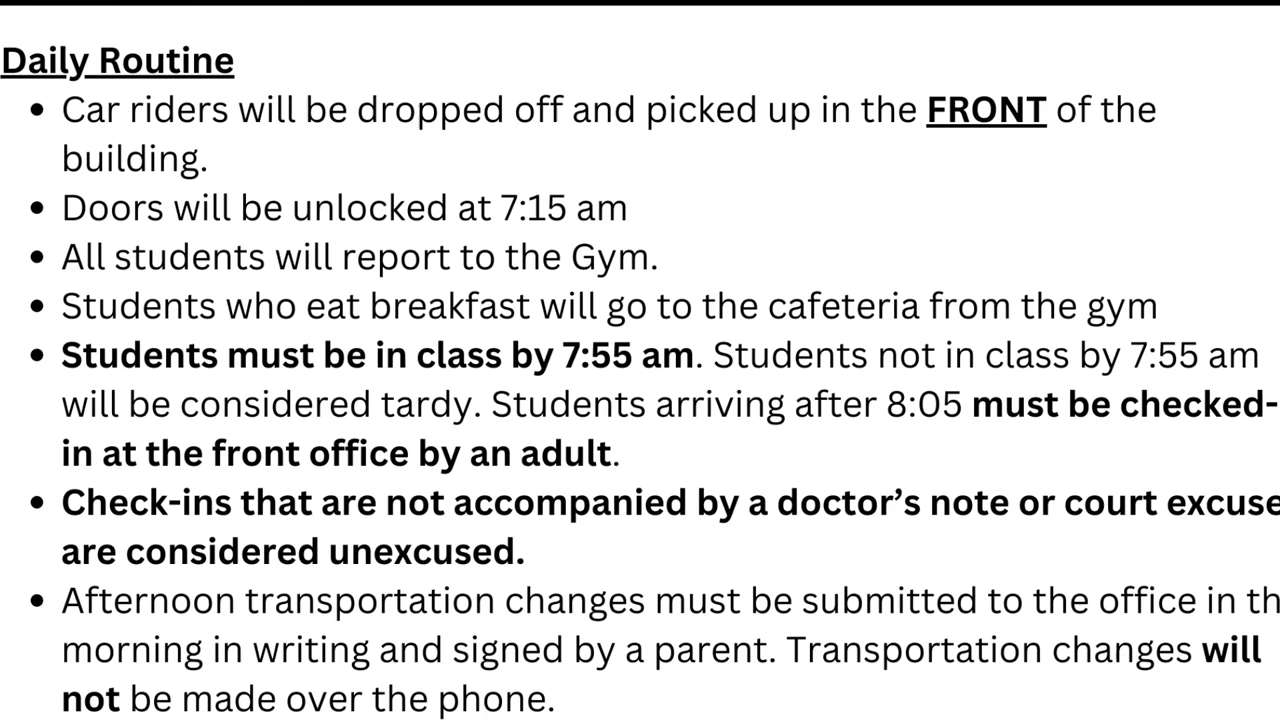 Daily Routine
• Car riders will be dropped off and picked up in the FRONT of the
building.
• Doors will be unlocked at 7:15 am
• All students will report to the Gym.
• Students who eat breakfast will go to the cafeteria from the gym
• Students must be in class by 7:55 am. Students not in class by 7:55 am
will be considered tardy. Students arriving after 8:05 must be checked-
in at the front office by an adult.
• Check-ins that are not accompanied by a doctor’s note or court excuse
are considered unexcused.
• Afternoon transportation changes must be submitted to the office in th
morning in writing and signed by a parent. Transportation changes will
not be made over the phone.